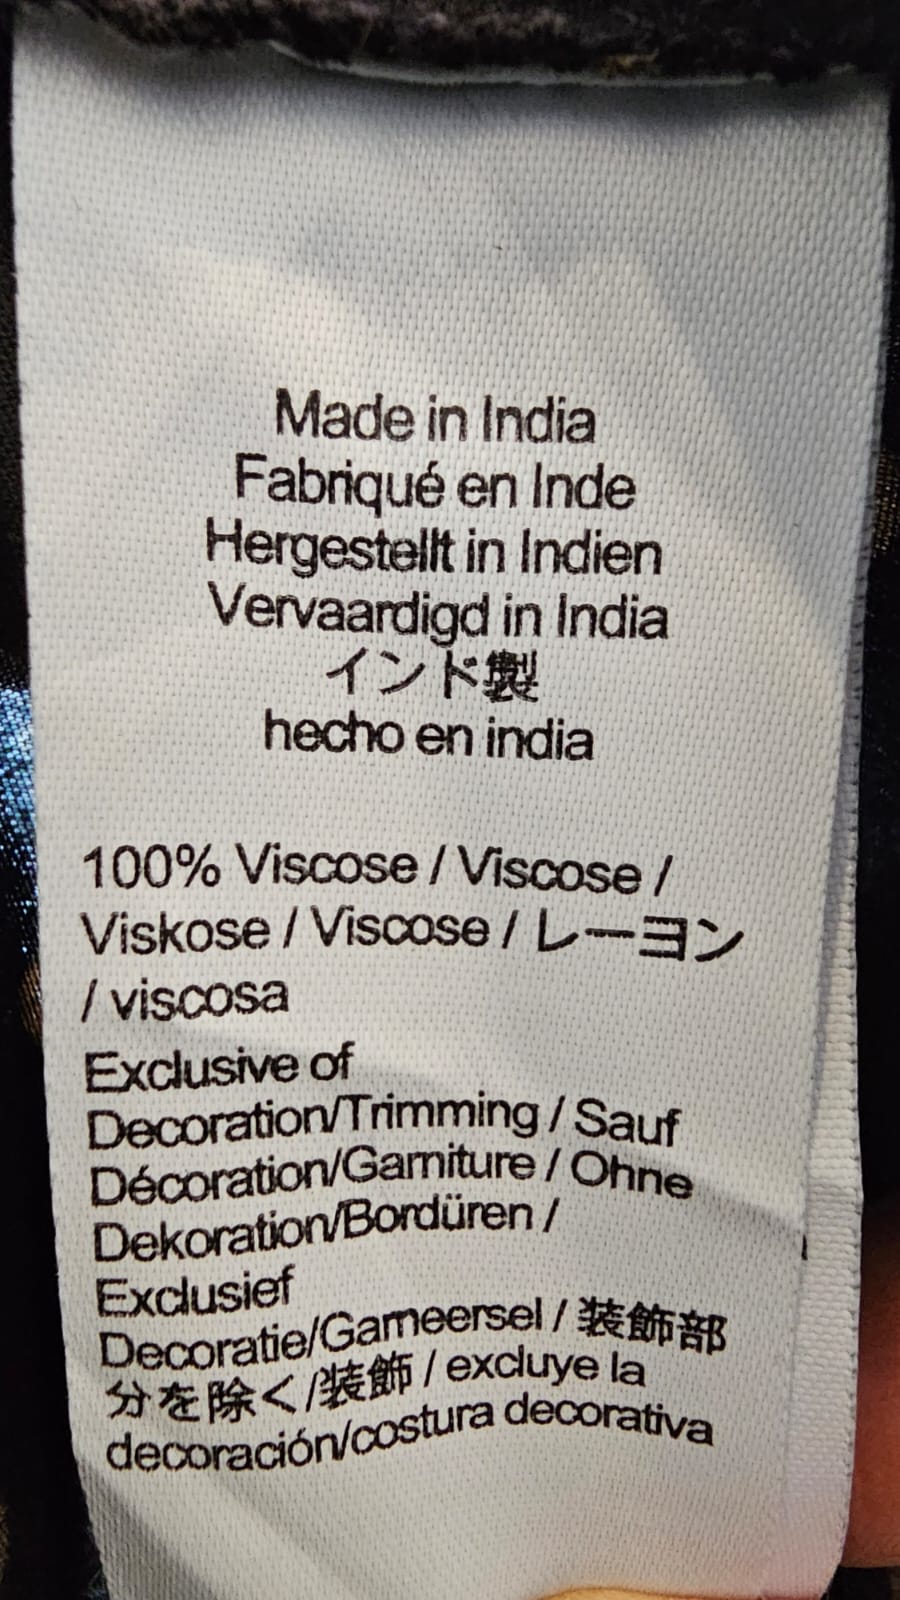 Made in India
Fabriqué en Inde
Hergestellt in Indien
Vervaardigd in India
インド製
hecho en india
100% Viscose / Viscose /
Viskose / Viscose / レーヨン
/ viscosa
Exclusive of
Decoration/Trimming / Sauf
Décoration/Garniture / Ohne
Dekoration/Bordüren /
Exclusief
Decoratie/Garneersel / 装飾部
分を除く/装飾 / excluye la
decoración/costura decorativa